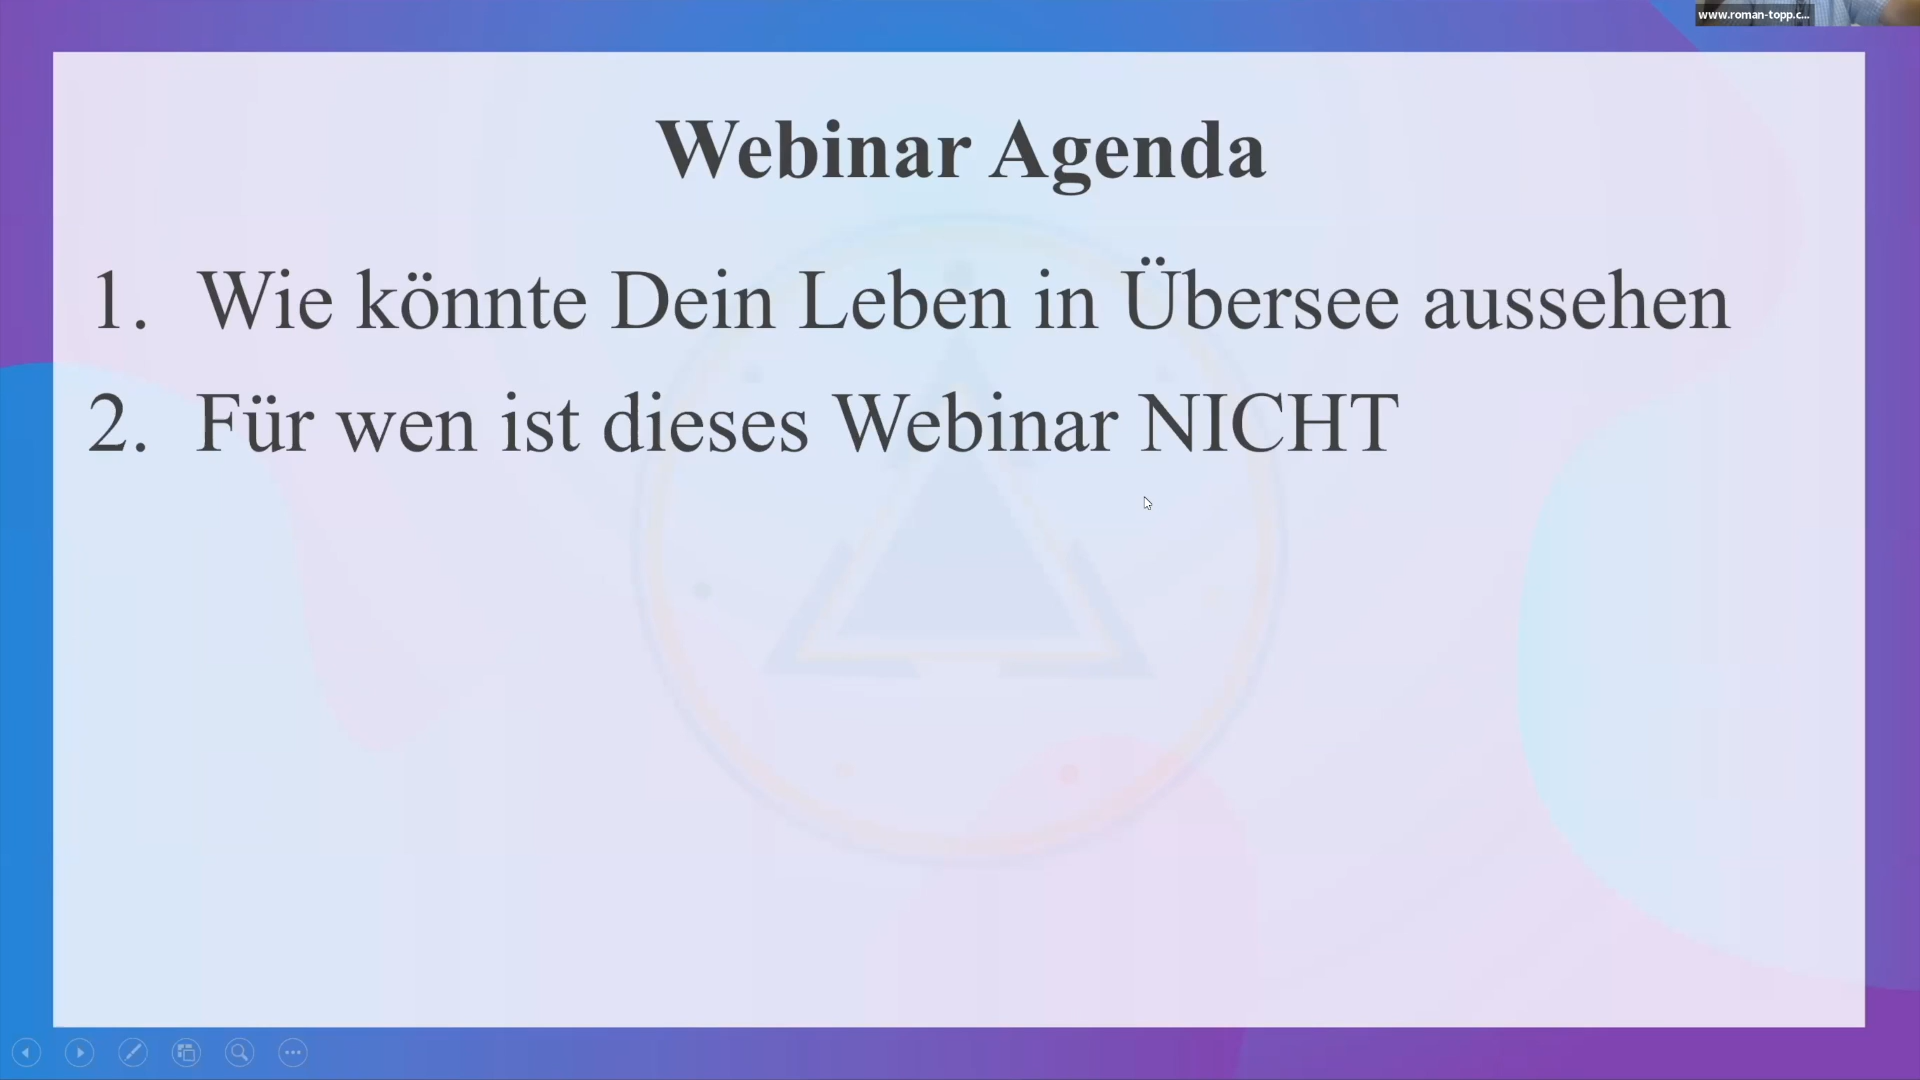 www.roman-topp.c...
Webinar Agenda
1. Wie könnte Dein Leben in Übersee aussehen
2. Für wen ist dieses Webinar NICHT